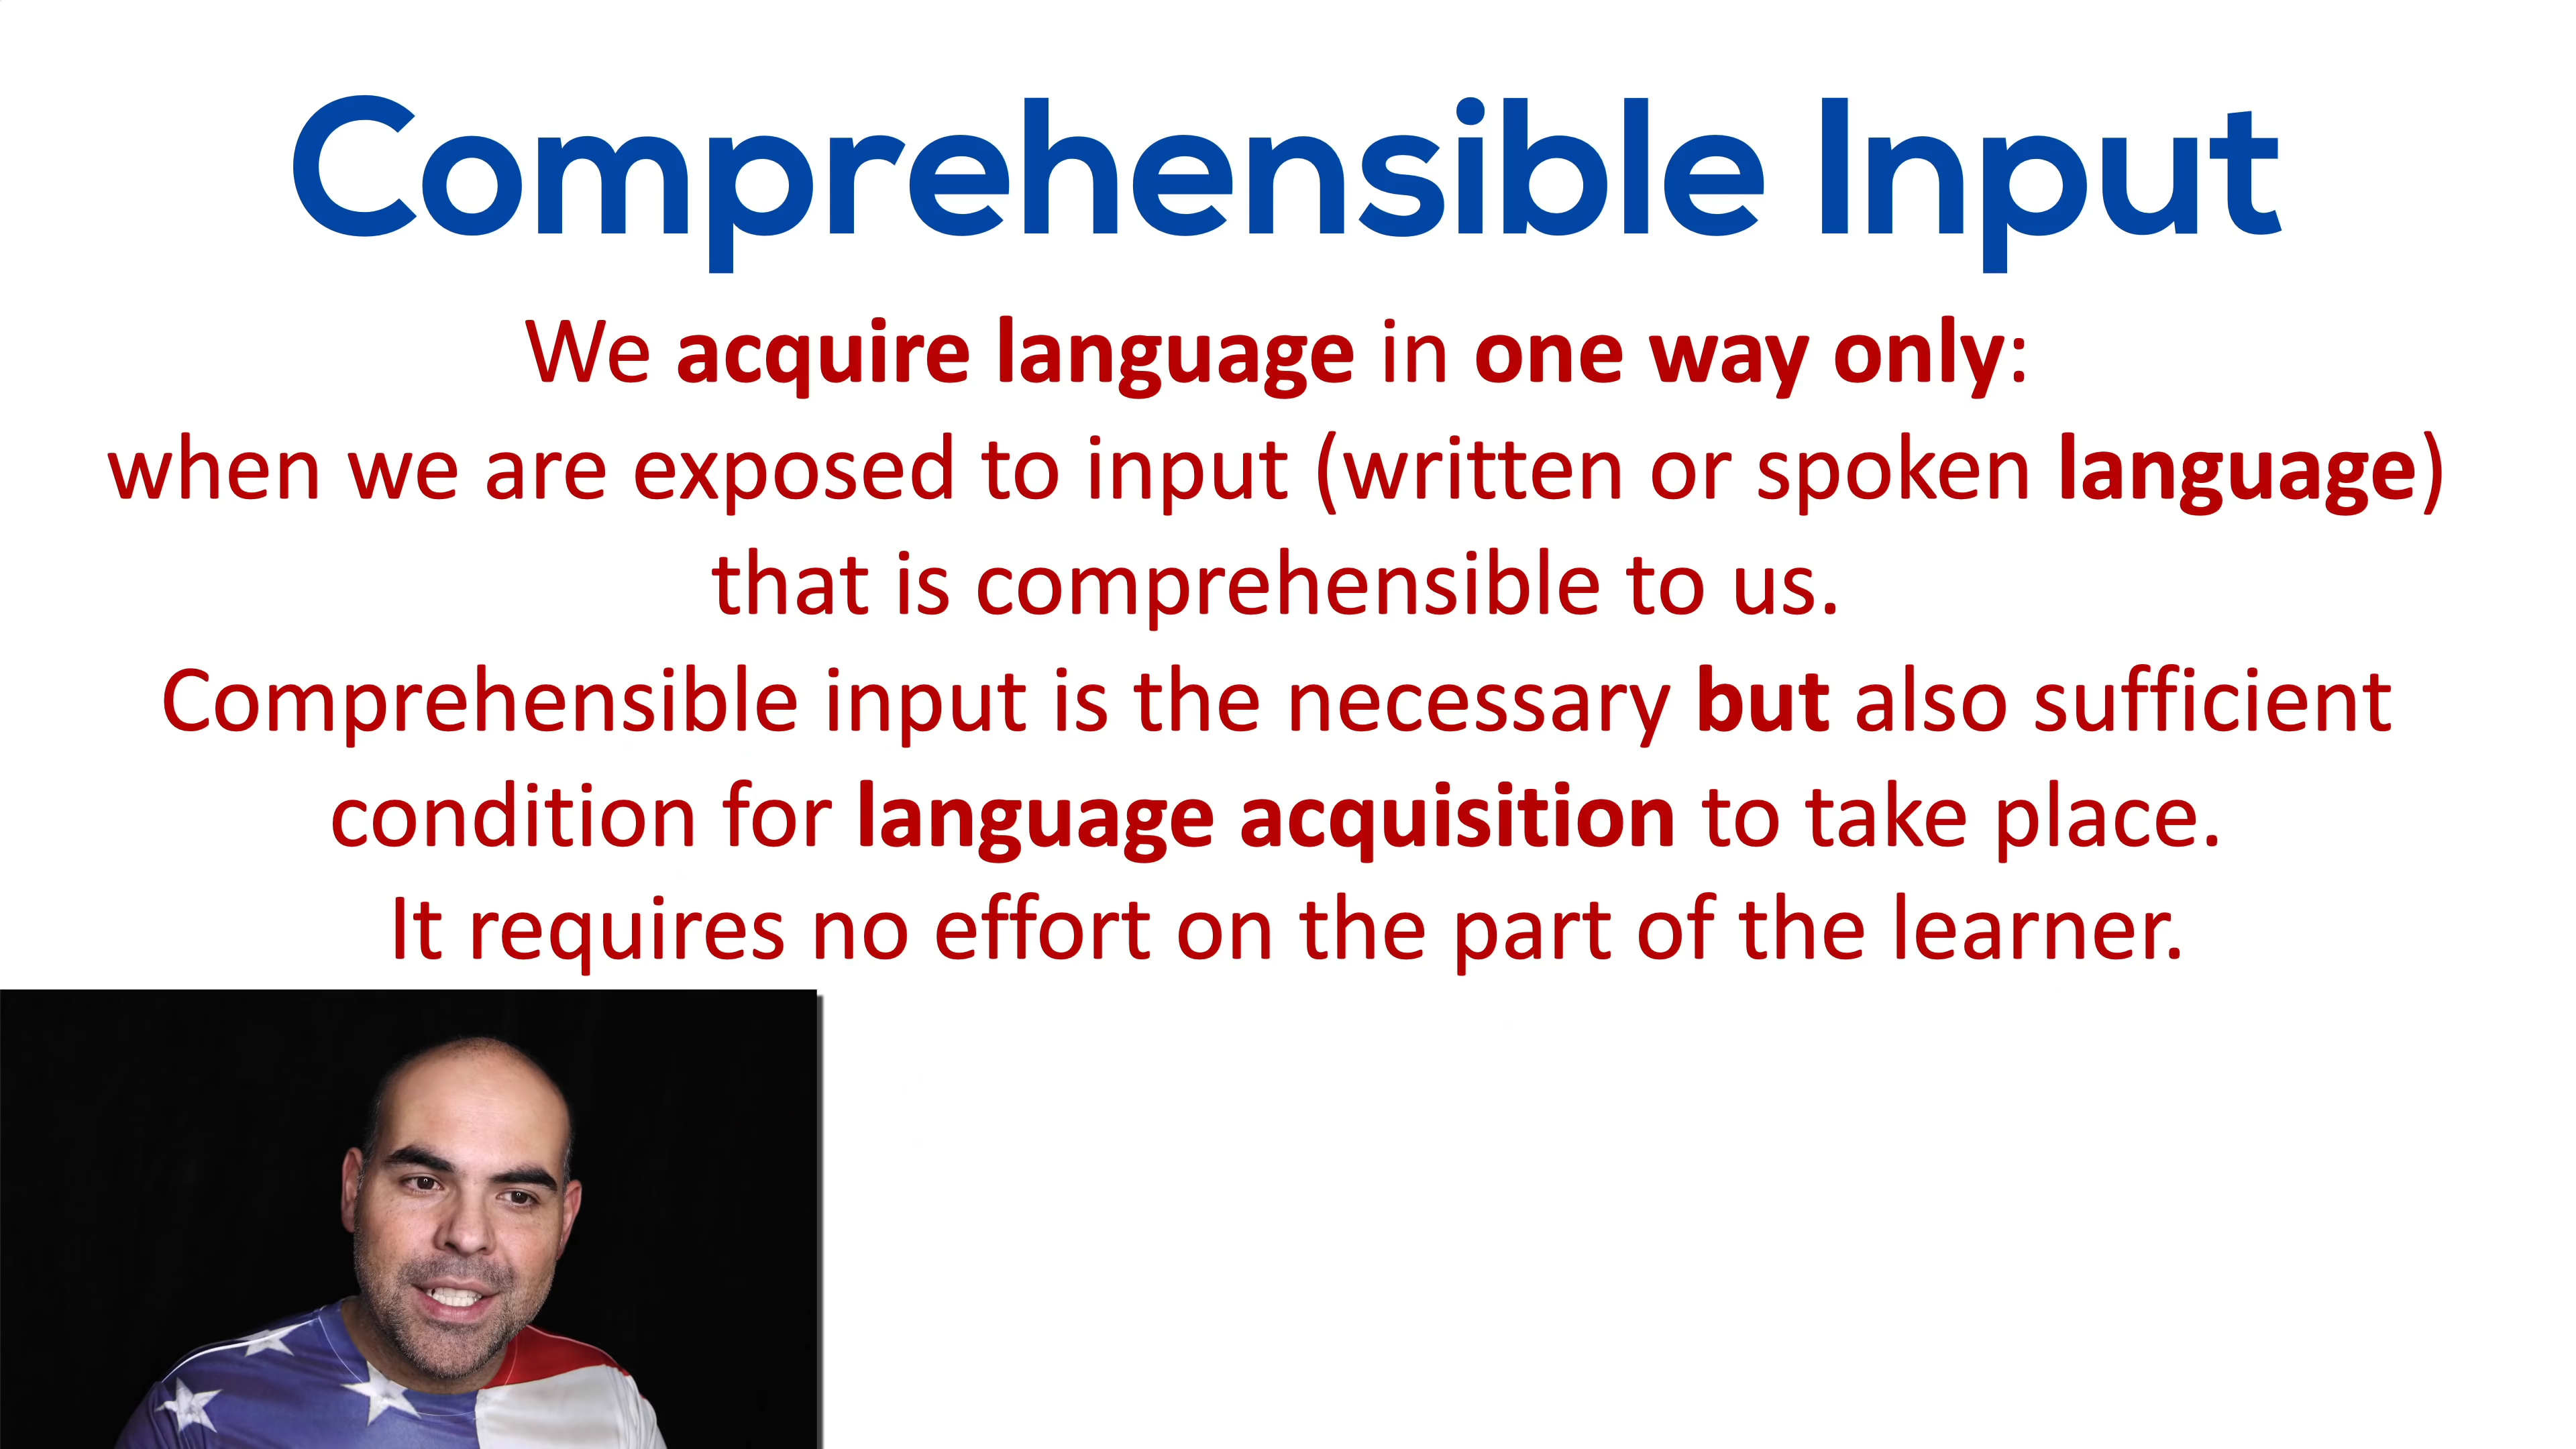 Comprehensible Input
We acquire language in one way only:
when we are exposed to input (written or spoken language)
that is comprehensible to us.
Comprehensible input is the necessary but also sufficient
condition for language acquisition to take place.
It requires no effort on the part of the learner.